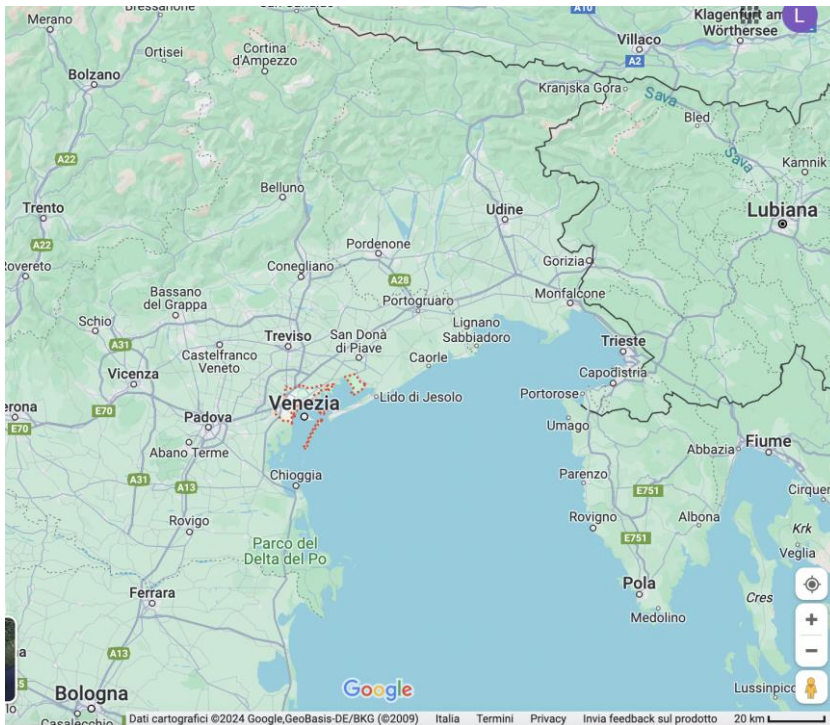 Merano
Bressanone
Ortisei
Cortina
d'Ampezzo
Bolzano
A10
Villaco
A2
Klagenfurt am
Wörthersee
L
Kranjska Gora
Sava
Bled
Sava
Kamnik
A22
Trento
A22
Rovereto
Belluno
Udine
Lubiana
Pordenone
Conegliano
A28
Gorizia
Bassano
del Grappa
Portogruaro
Monfalcone
Schio
A31
Treviso
San Donà
di Piave
Lignano
Sabbiadoro
Trieste
Castelfranco
Veneto
Caorle
Vicenza
Capodistria
Venezia
Lido di Jesolo
Portorose
erona
E70
E70
Padova
Umago
Abano Terme
Abbazia
Fiume
Chioggia
A31
A13
Parenzo
E751
Cirquer
Rovigo
Rovigno
Albona
Krk
Parco del
Delta del Po
E751
Veglia
Ferrara
Pola
Cres
Medolino
A13
Google
Lussinpicc
Bologna
Casalecchio
Dati cartografici ©2024 Google,GeoBasis-DE/BKG (©2009) Italia Termini Privacy Invia feedback sul prodotto 20 km